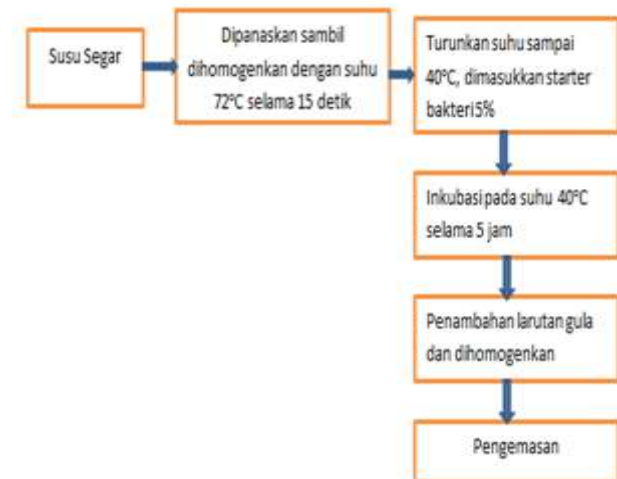 Susu Segar
Dipanaskan sambil
dihomogenkan dengan suhu
72°C selama 15 detik
Turunkan suhu sampai
40°C, dimasukkan starter
bakteri 5%
Inkubasi pada suhu 40°C
selama 5 jam
Penambahan larutan gula
dan dihomogenkan
Pengemasan